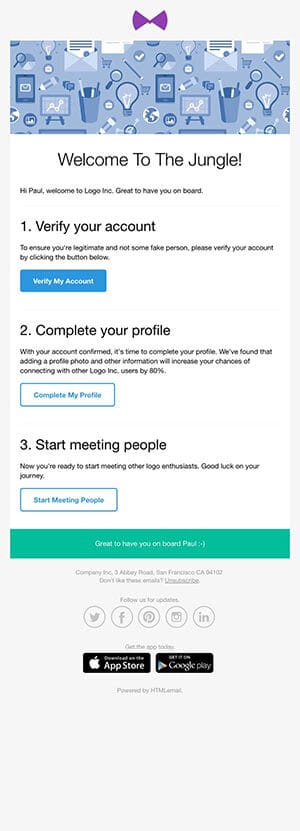 Welcome To The Jungle!
Hi Paul, welcome to Logo Inc. Great to have you on board.
1. Verify your account
To ensure you're legitimate and not some fake person, please verify your account
by clicking the button below.
Verify My Account
2. Complete your profile
With your account confirmed, it's time to complete your profile. We've found that
adding a profile photo and other information will increase your chances of
connecting with other Logo Inc. users by 80%.
Complete My Profile
3. Start meeting people
Now you're ready to start meeting other logo enthusiasts. Good luck on your
journey.
Start Meeting People
Great to have you on board Paul :-)
Company Inc, 3 Abbey Road, San Francisco CA 94102
Don't like these emails? Unsubscribe.
Follow us for updates.
Get the app today.
Download on the
App Store
GET IT ON
Google play
Powered by HTMLemail.